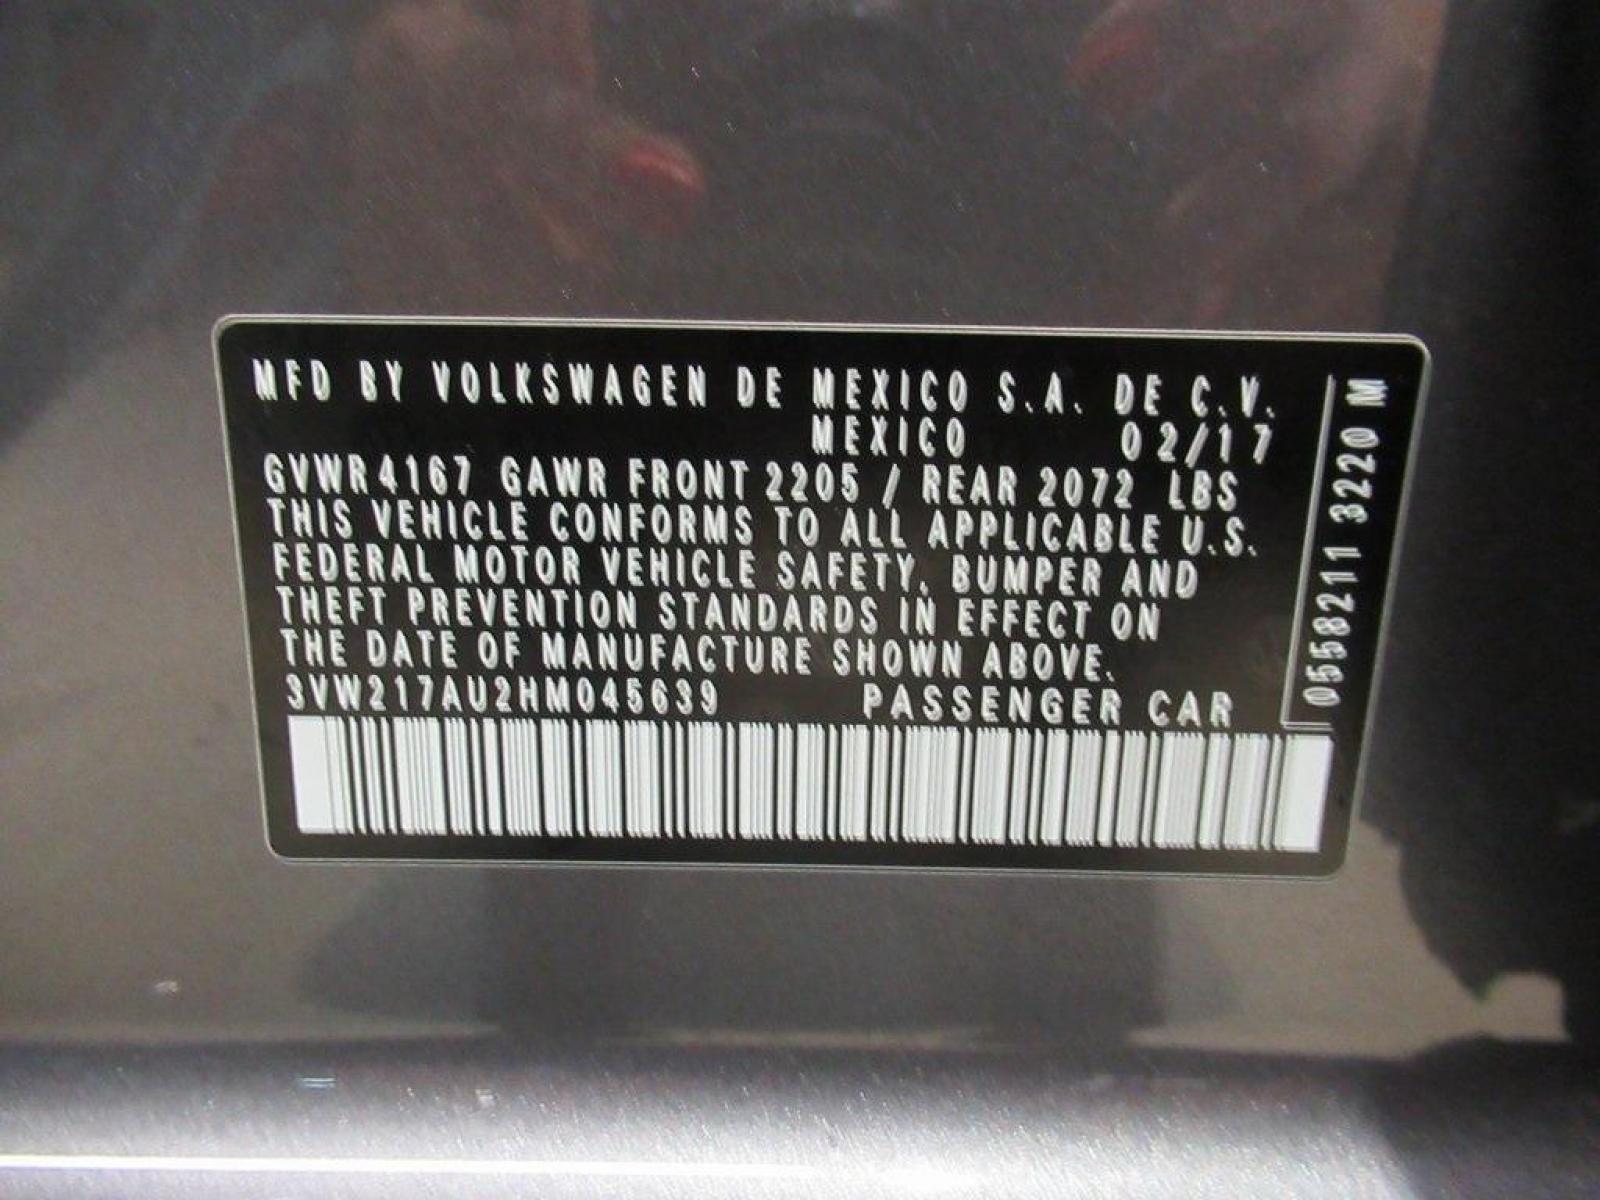 MFD BY VOLKSWAGEN DE MEXICO S.A. DE C.V.
MEXICO 02/17
GVWR4167 GAWR FRONT 2205 / REAR 2072 LBS
THIS VEHICLE CONFORMS TO ALL APPLICABLE U.S.
FEDERAL MOTOR VEHICLE SAFETY, BUMPER AND
THEFT PREVENTION STANDARDS IN EFFECT ON
THE DATE OF MANUFACTURE SHOWN ABOVE.
3VW217AU2HM045639 PASSENGER CAR
0558211 3220 M